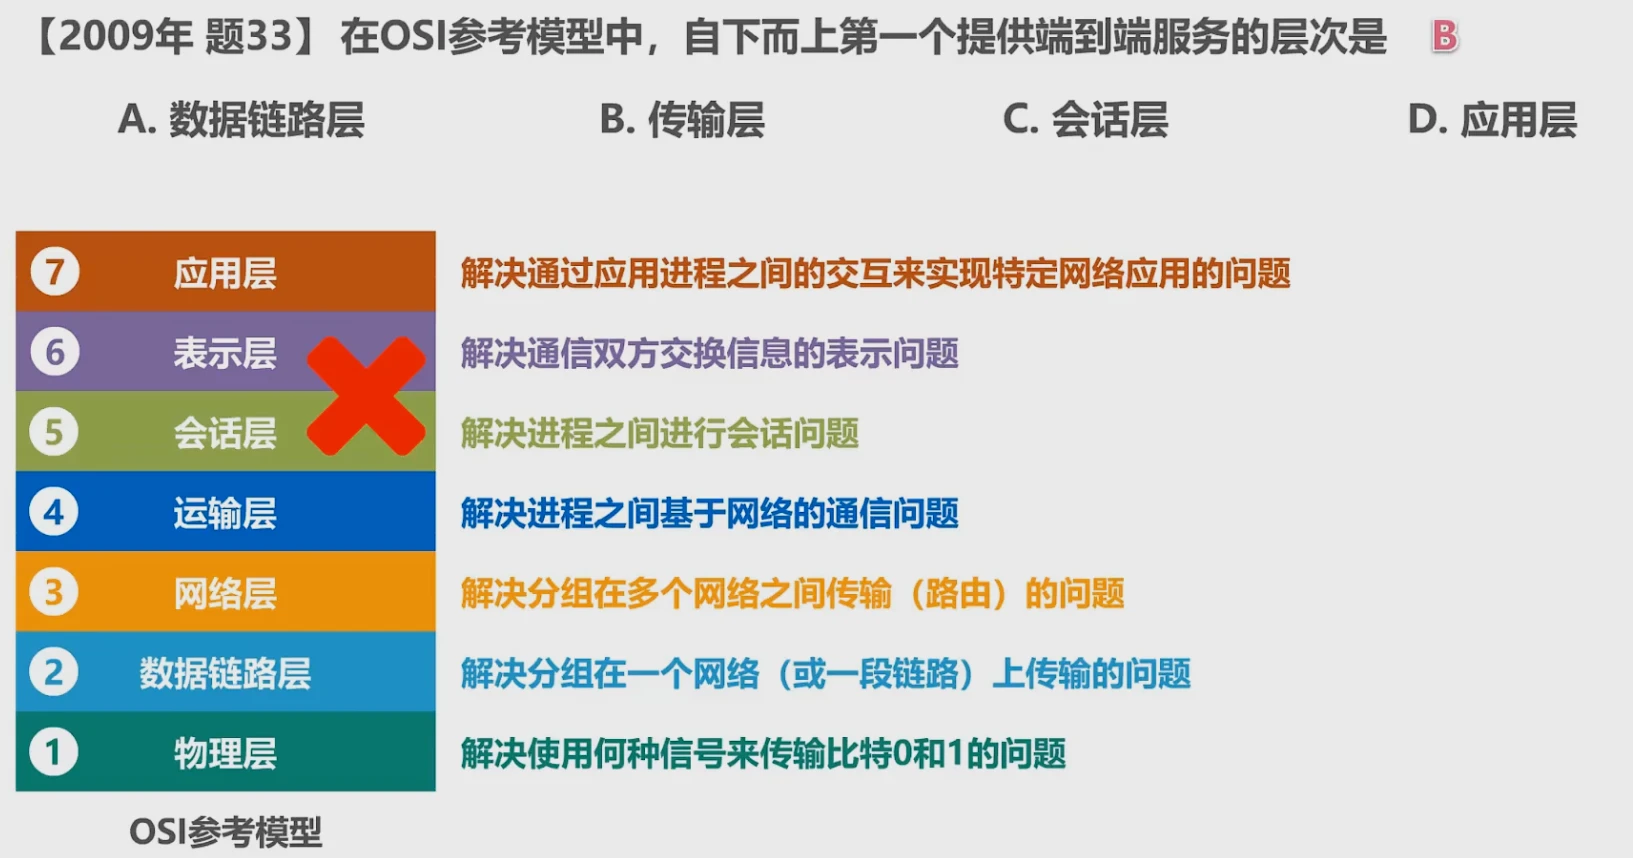 【2009年 题33】在OSI参考模型中，自下而上第一个提供端到端服务的层次是 B
A. 数据链路层 B. 传输层 C. 会话层 D. 应用层
7 应用层 解决通过应用进程之间的交互来实现特定网络应用的问题
6 表示层 解决通信双方交换信息的表示问题
5 会话层 解决进程之间进行会话问题
4 运输层 解决进程之间基于网络的通信问题
3 网络层 解决分组在多个网络之间传输（路由）的问题
2 数据链路层 解决分组在一个网络（或一段链路）上传输的问题
1 物理层 解决使用何种信号来传输比特0和1的问题
OSI参考模型